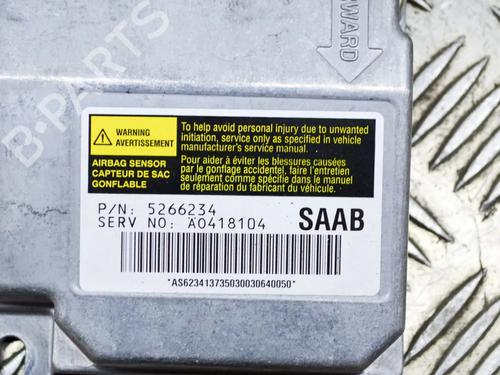 WARD
WARNING
AVERTISSEMENT
AIRBAG SENSOR
CAPTEUR DE SAC
GONFLABLE
To help avoid personal injury due to unwanted
initiation, service only as specified in vehicle
manufacturer's service manual.
Pour aider à éviter les blessures causées
par le gonflage accidentel, faire l'entretien
seulement comme spécifié dans le manuel
de réparation du fabricant du véhicule.
P/N: 5266234
SERV NO: A0418104
SAAB
*AS6234137350300306400​50*
B-PARTS